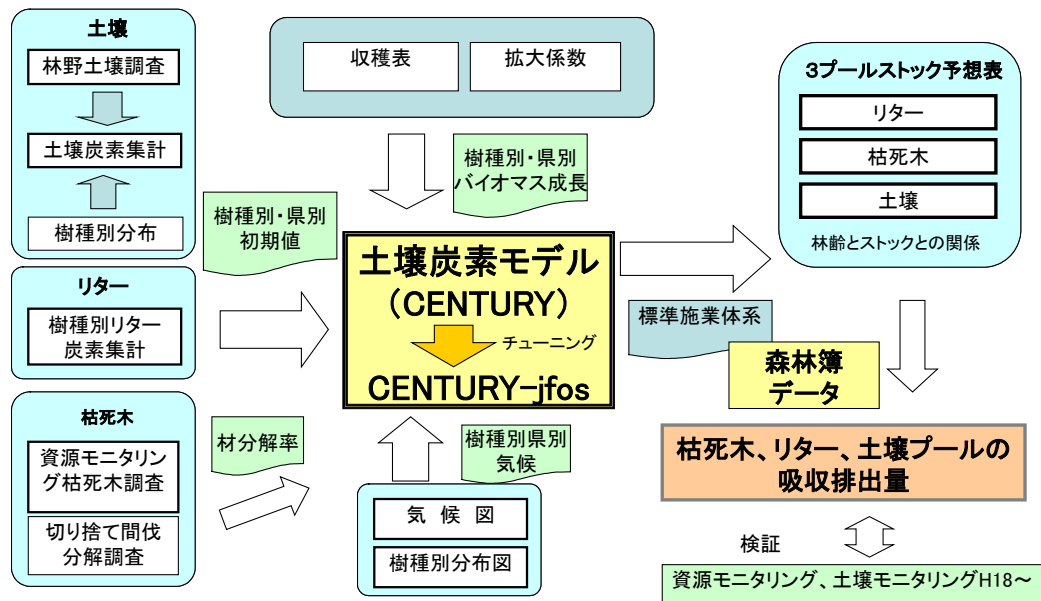 土壌
林野土壌調査
土壌炭素集計
樹種別分布
リター
樹種別リター
炭素集計
枯死木
資源モニタリン
グ枯死木調査
切り捨て間伐
分解調査
収穫表
拡大係数
樹種別・県別
バイオマス成長
樹種別・県別
初期値
材分解率
土壌炭素モデル
（CENTURY）
チューニング
CENTURY-jfos
樹種別県別
気候
気 候 図
樹種別分布図
3プールストック予想表
リター
枯死木
土壌
林齢とストックとの関係
標準施業体系
森林簿
データ
枯死木、リター、土壌プールの
吸収排出量
検証
資源モニタリング、土壌モニタリングH18～